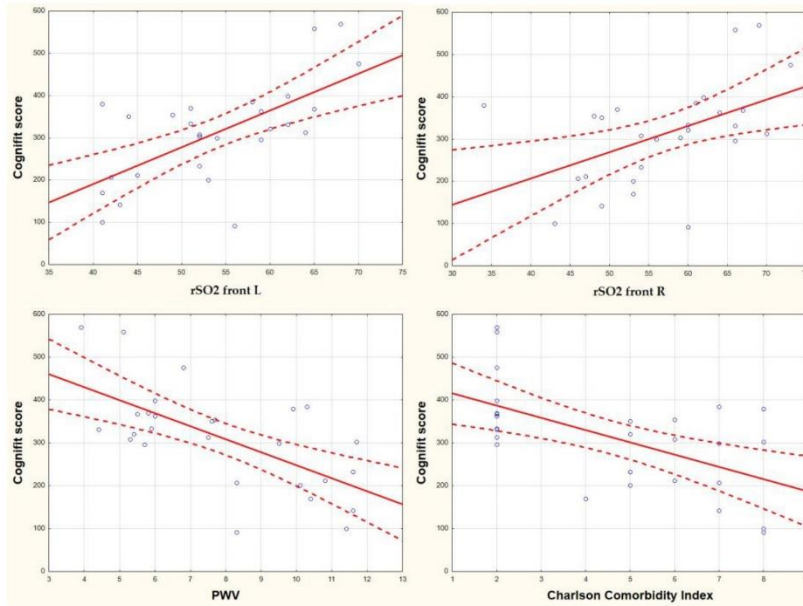 600
500
400
300
200
100
0
Cognifit score
35 40 45 50 55 60 65 70 75
rSO2 front L
600
500
400
300
200
100
0
Cognifit score
30 35 40 45 50 55 60 65 70
rSO2 front R
600
500
400
300
200
100
0
Cognifit score
3 4 5 6 7 8 9 10 11 12 13
PWV
600
500
400
300
200
100
0
Cognifit score
1 2 3 4 5 6 7 8
Charlson Comorbidity Index